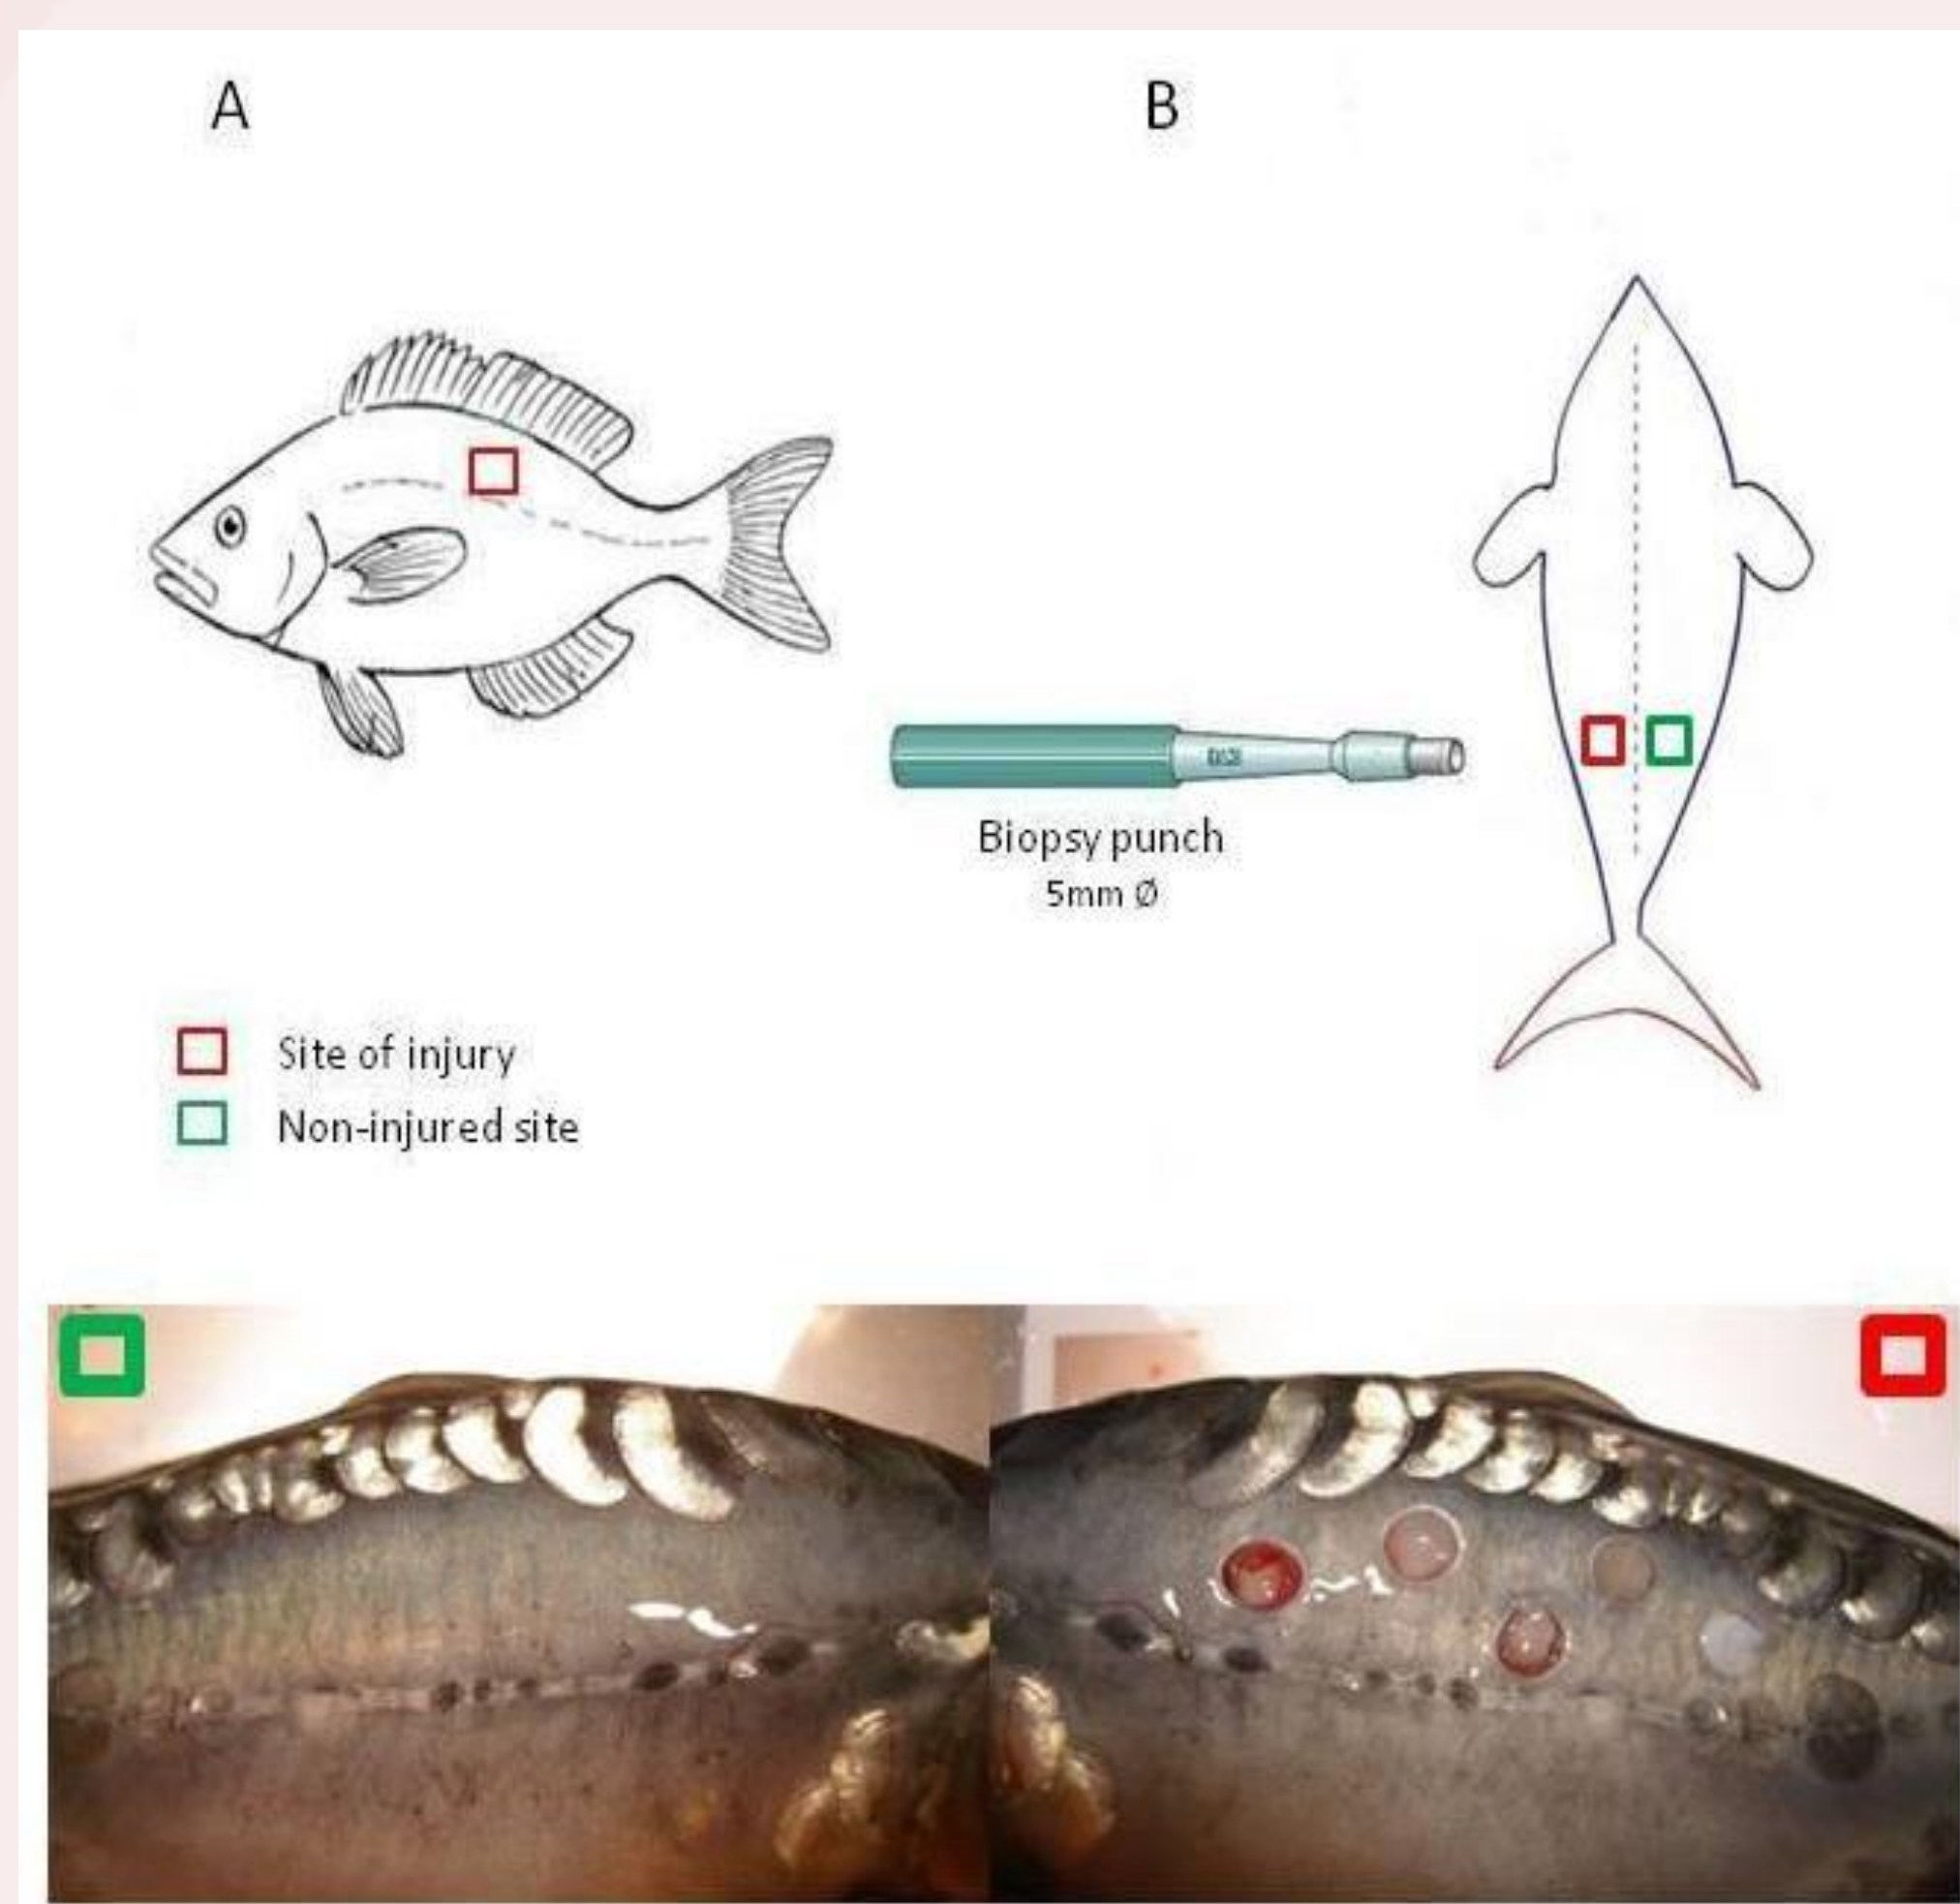 A
B
Biopsy punch
5mm Ø
Site of injury
Non-injured site